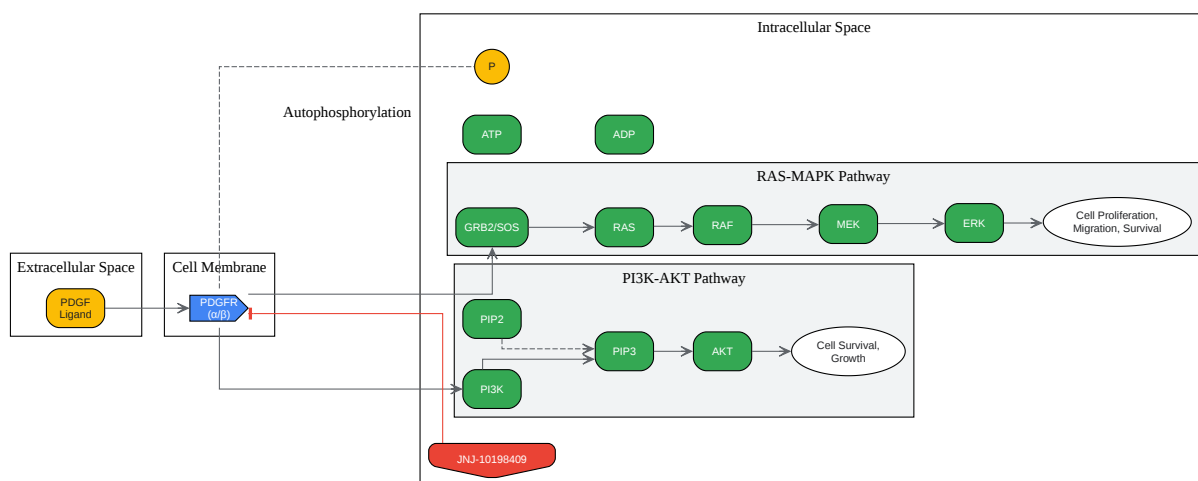 Intracellular Space
P
Autophosphorylation
ATP
ADP
RAS-MAPK Pathway
GRB2/SOS
RAS
RAF
MEK
ERK
Cell Proliferation,
Migration, Survival
Extracellular Space
Cell Membrane
PI3K-AKT Pathway
PDGF
Ligand
PDGFR
(α/β)
PIP2
PIP3
AKT
Cell Survival,
Growth
PI3K
JNJ-10198409